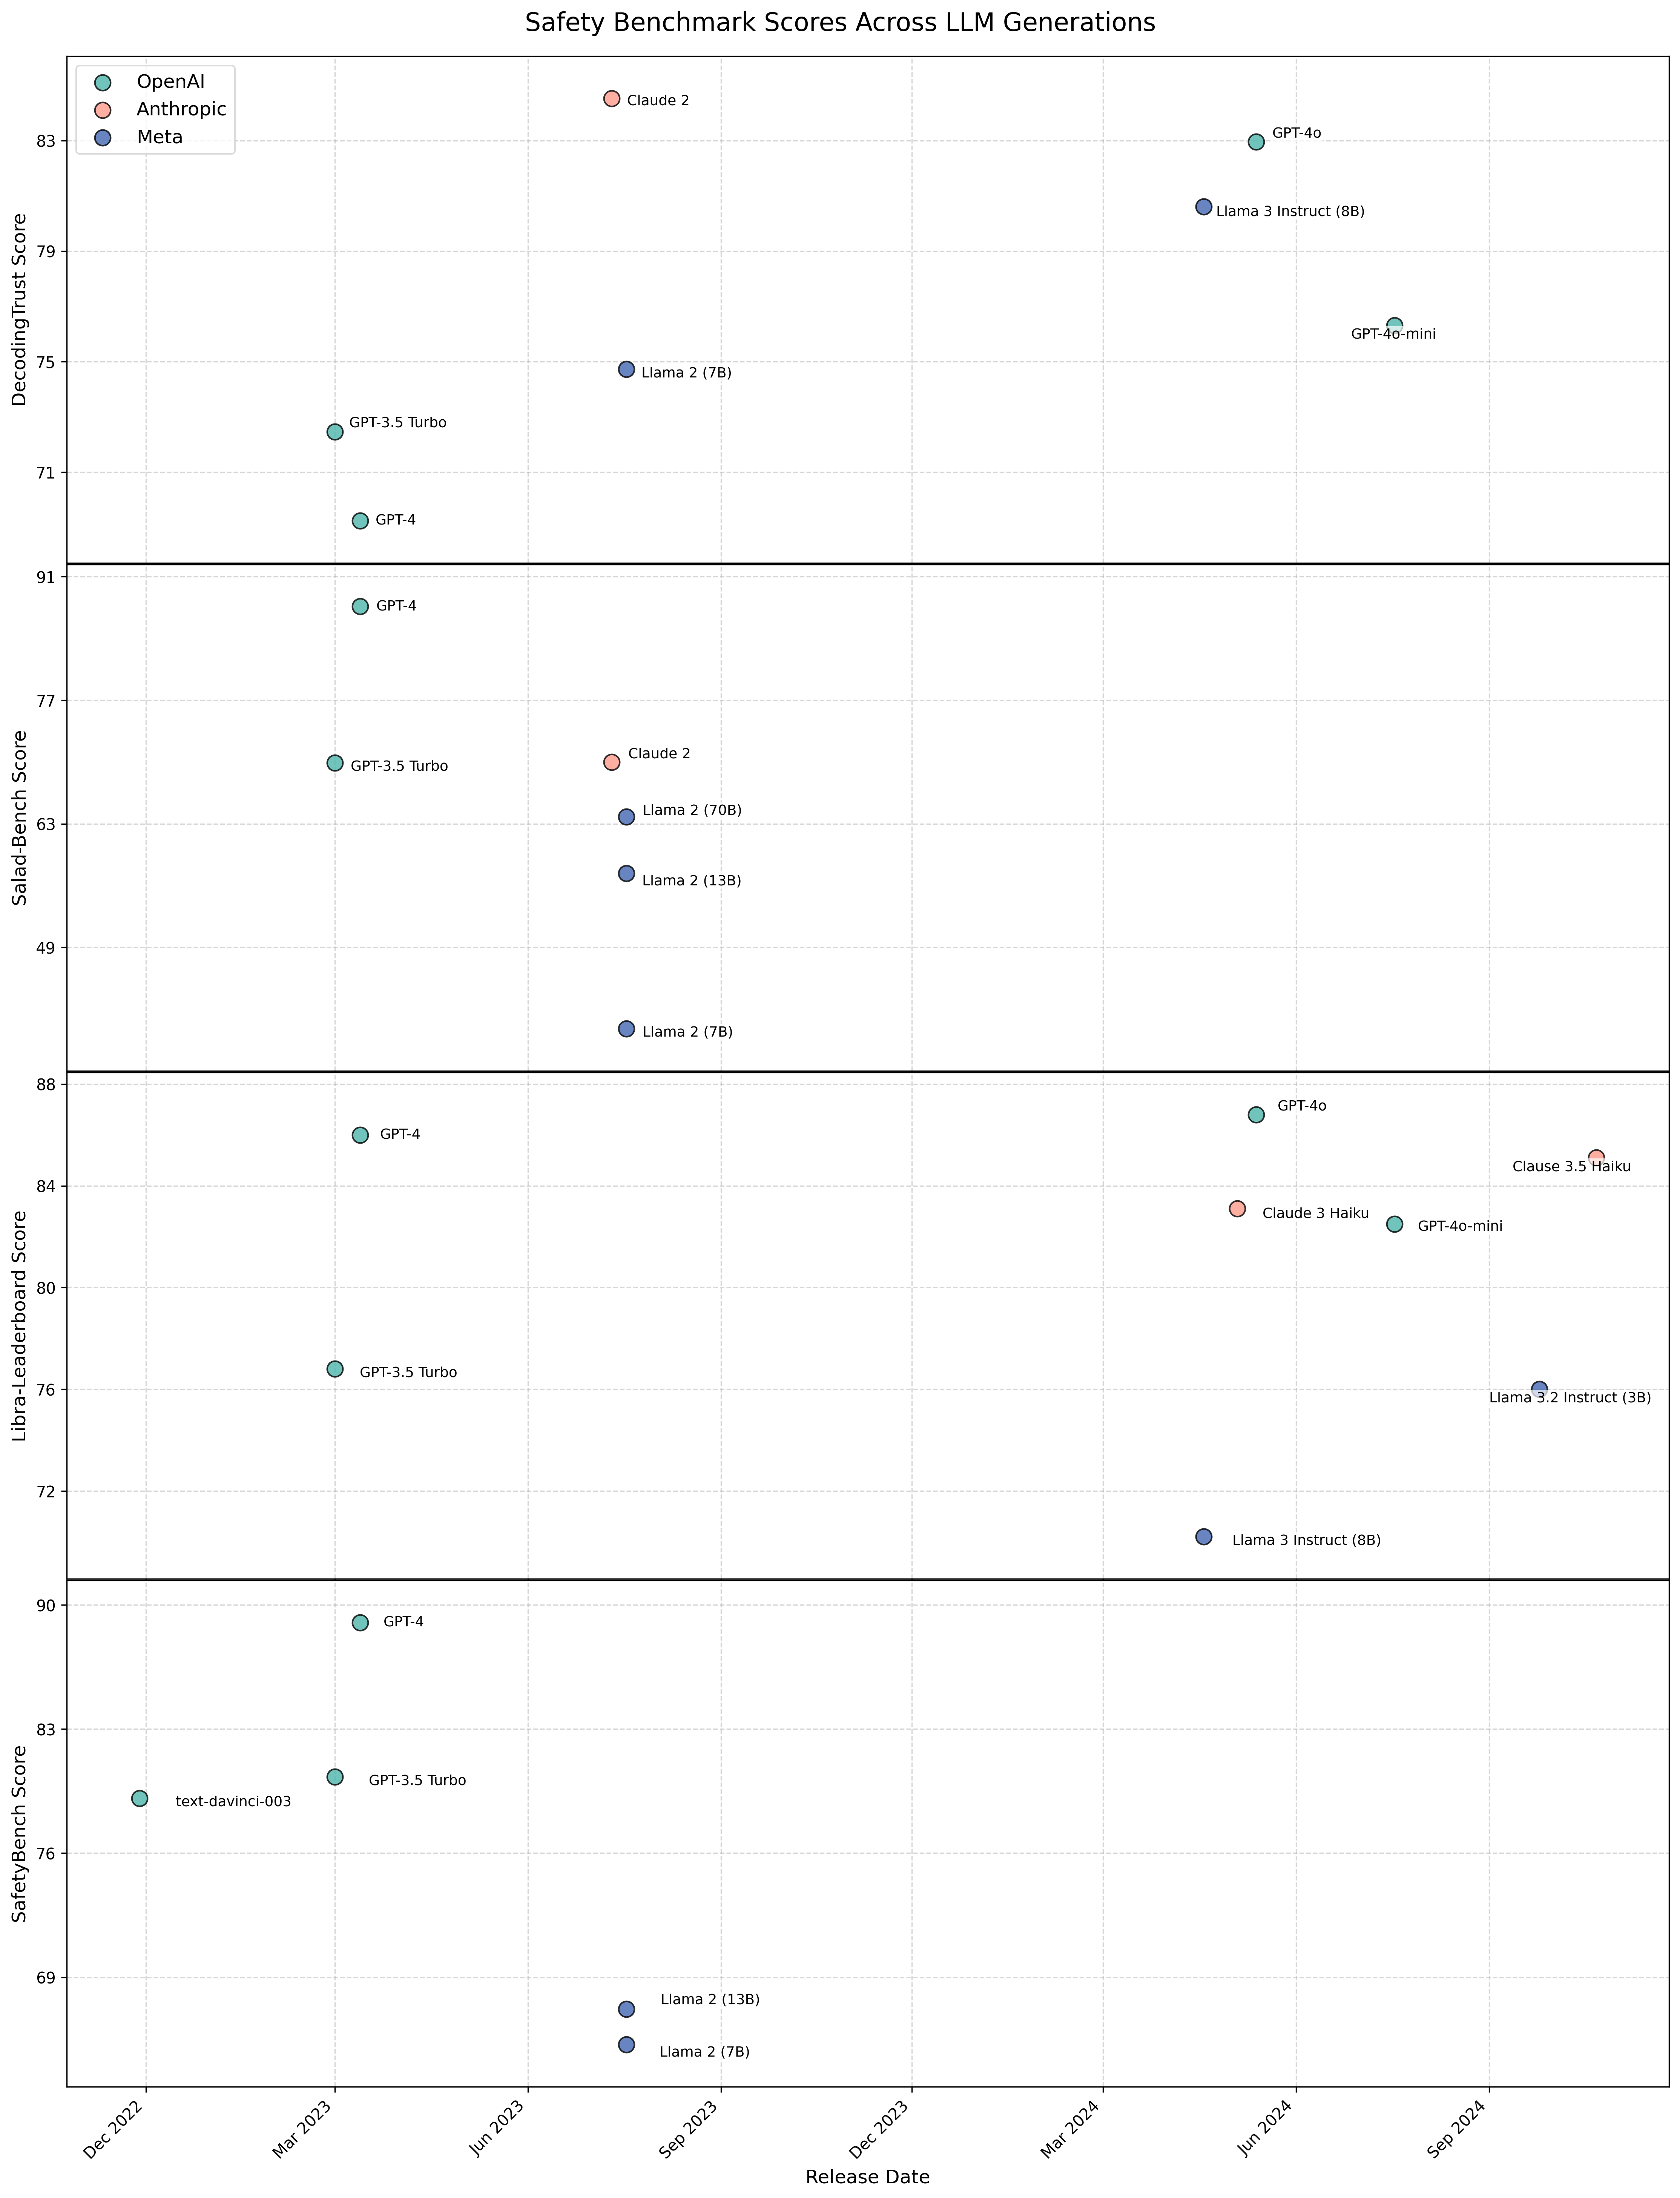 Safety Benchmark Scores Across LLM Generations
OpenAI
Anthropic
Meta
DecodingTrust Score
83
79
75
71
Claude 2
GPT-4o
Llama 3 Instruct (8B)
GPT-4o-mini
Llama 2 (7B)
GPT-3.5 Turbo
GPT-4
Salad-Bench Score
91
77
63
49
GPT-4
Claude 2
GPT-3.5 Turbo
Llama 2 (70B)
Llama 2 (13B)
Llama 2 (7B)
Libra-Leaderboard Score
88
84
80
76
72
GPT-4o
GPT-4
Clause 3.5 Haiku
Claude 3 Haiku
GPT-4o-mini
GPT-3.5 Turbo
Llama 3.2 Instruct (3B)
Llama 3 Instruct (8B)
SafetyBench Score
90
83
76
69
GPT-4
GPT-3.5 Turbo
text-davinci-003
Llama 2 (13B)
Llama 2 (7B)
Dec 2022
Mar 2023
Jun 2023
Sep 2023
Dec 2023
Mar 2024
Jun 2024
Sep 2024
Release Date